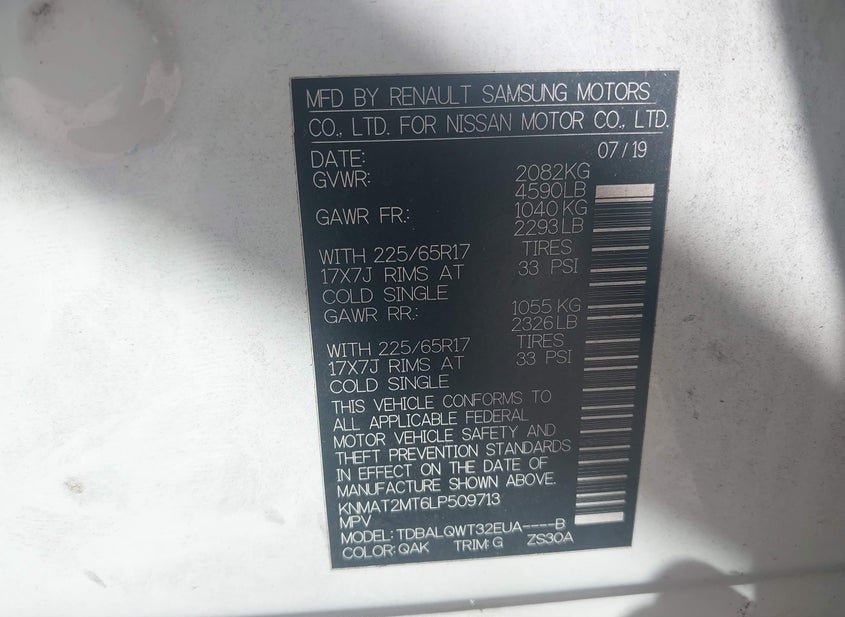 MFD BY RENAULT SAMSUNG MOTORS
CO., LTD. FOR NISSAN MOTOR CO., LTD.
DATE: 07/19
GVWR: 2082KG
4590LB
GAWR FR: 1040 KG
2293 LB
WITH 225/65R17 TIRES
17X7J RIMS AT 33 PSI
COLD SINGLE
GAWR RR: 1055 KG
2326 LB
WITH 225/65R17 TIRES
17X7J RIMS AT 33 PSI
COLD SINGLE
THIS VEHICLE CONFORMS TO
ALL APPLICABLE FEDERAL
MOTOR VEHICLE SAFETY AND
THEFT PREVENTION STANDARDS
IN EFFECT ON THE DATE OF
MANUFACTURE SHOWN ABOVE.
KNMAT2MT6LP509713
MPV
MODEL: TDBALQWT32EUA----B
COLOR: QAK TRIM: G ZS30A